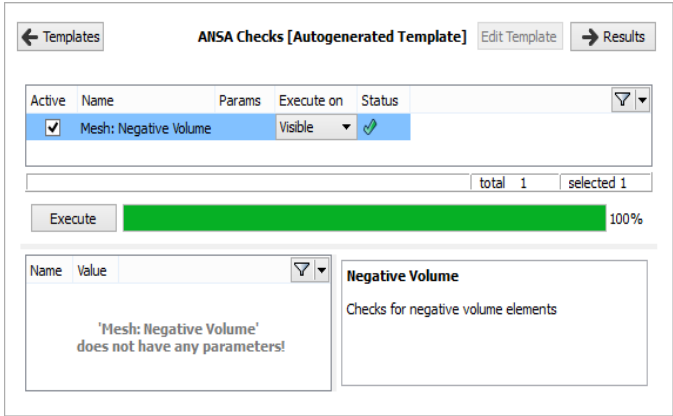 Templates
ANSA Checks [Autogenerated Template]
Edit Template
Results
Active Name Params Execute on Status
Mesh: Negative Volume Visible
total 1 selected 1
Execute
100%
Name Value
'Mesh: Negative Volume'
does not have any parameters!
Negative Volume
Checks for negative volume elements